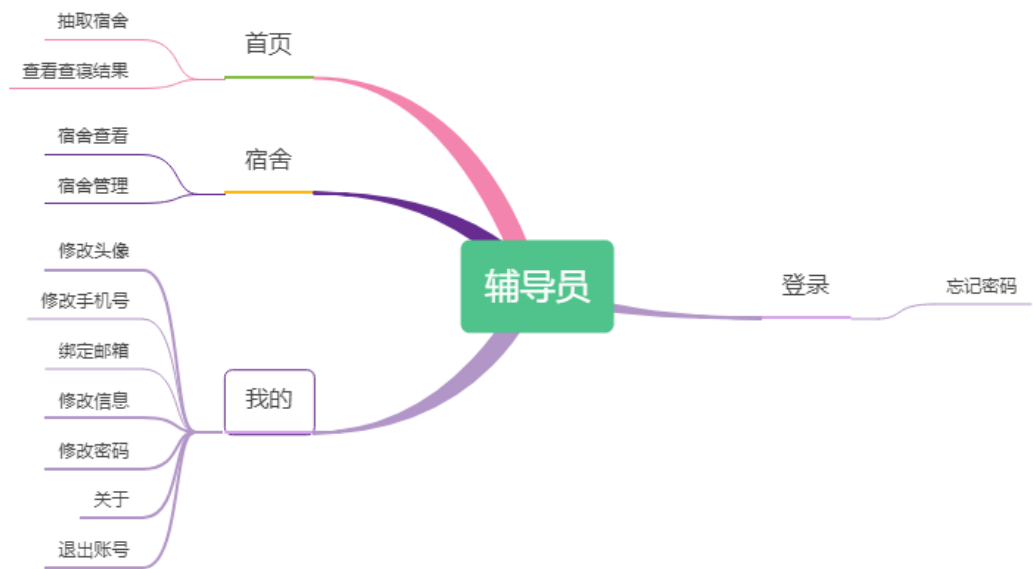 抽取宿舍
首页
查看查寝结果
宿舍查看
宿舍
宿舍管理
修改头像
辅导员
登录
忘记密码
修改手机号
绑定邮箱
我的
修改信息
修改密码
关于
退出账号